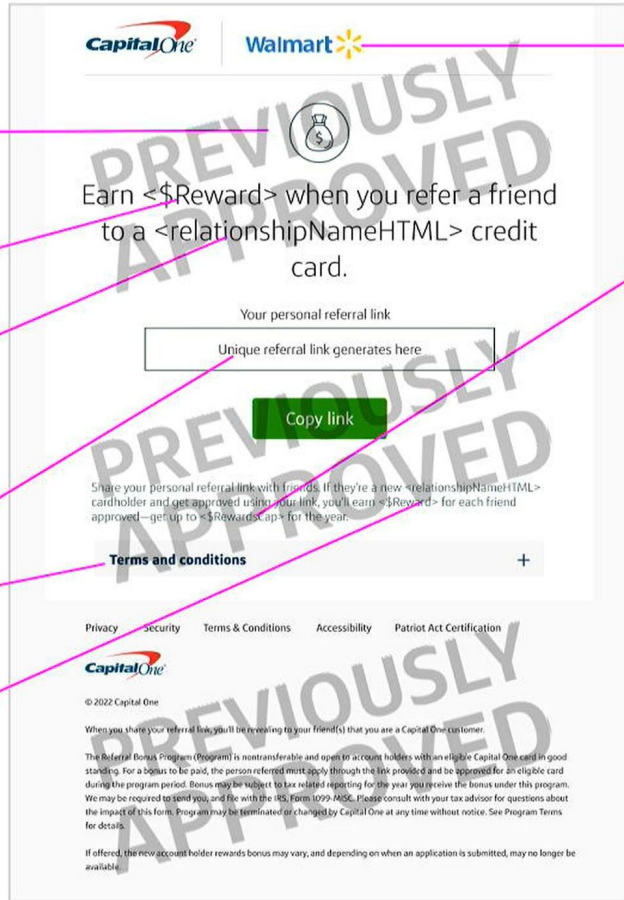 Capital One
Walmart
PREVIOUSLY
APPROVED
$
Earn <$Reward> when you refer a friend
to a <relationshipNameHTML> credit
card.
Your personal referral link
Unique referral link generates here
PREVIOUSLY
APPROVED
Copy link
Share your personal referral link with friends. If they're a new <relationshipNameHTML>
cardholder and get approved using your link, you'll earn <$Reward> for each friend
approved—get up to <$RewardsCap> for the year.
Terms and conditions +
Privacy Security Terms & Conditions Accessibility Patriot Act Certification
Capital One
© 2022 Capital One
PREVIOUSLY
APPROVED
When you share your referral link, you'll be revealing to your friend(s) that you are a Capital One customer.
The Referral Bonus Program (Program) is nontransferable and open to account holders with an eligible Capital One card in good
standing. For a bonus to be paid, the person referred must apply through the link provided and be approved for an eligible card
during the program period. Bonus may be subject to tax related reporting for the year you receive the bonus under this program.
We may be required to send you, and file with the IRS, Form 1099-MISC. Please consult with your tax advisor for questions about
the impact of this form. Program may be terminated or changed by Capital One at any time without notice. See Program Terms
for details.
If offered, the new account holder rewards bonus may vary, and depending on when an application is submitted, may no longer be
available.